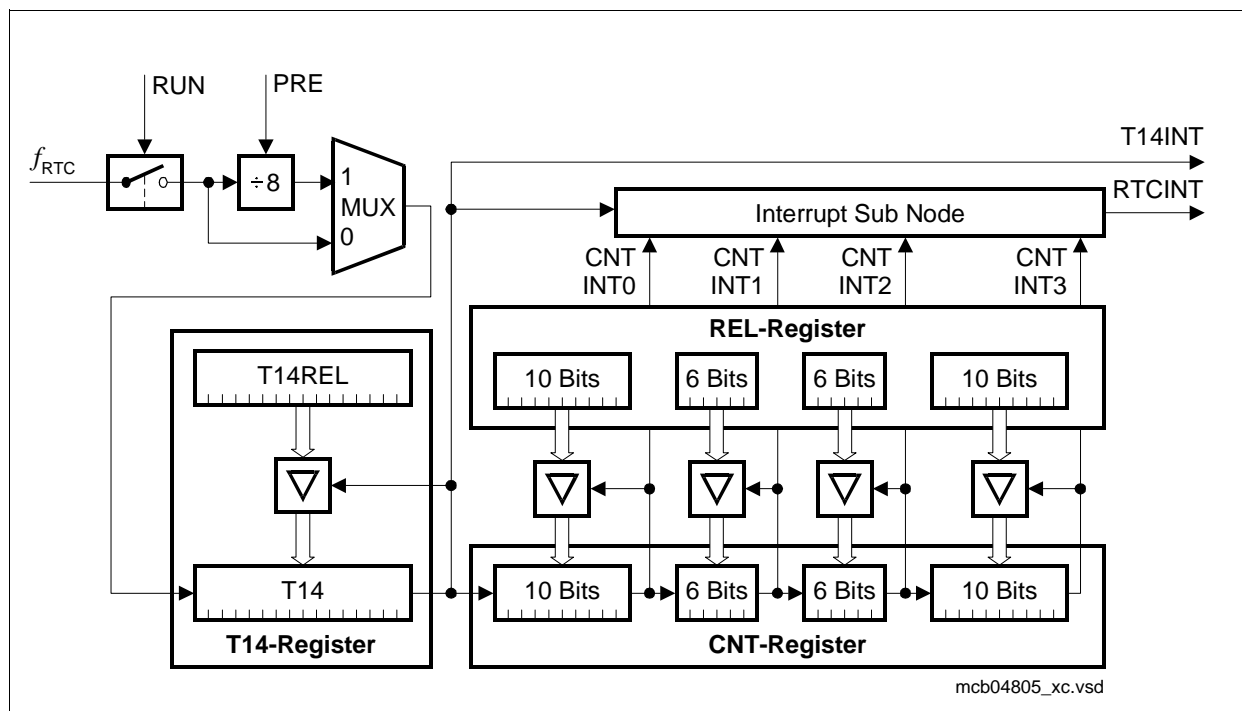 RUN
PRE
fRTC
÷8
1
MUX
0
T14INT
RTCINT
Interrupt Sub Node
CNT
INT0
CNT
INT1
CNT
INT2
CNT
INT3
REL-Register
10 Bits
6 Bits
6 Bits
10 Bits
T14REL
T14
T14-Register
10 Bits
6 Bits
6 Bits
10 Bits
CNT-Register
mcb04805_xc.vsd